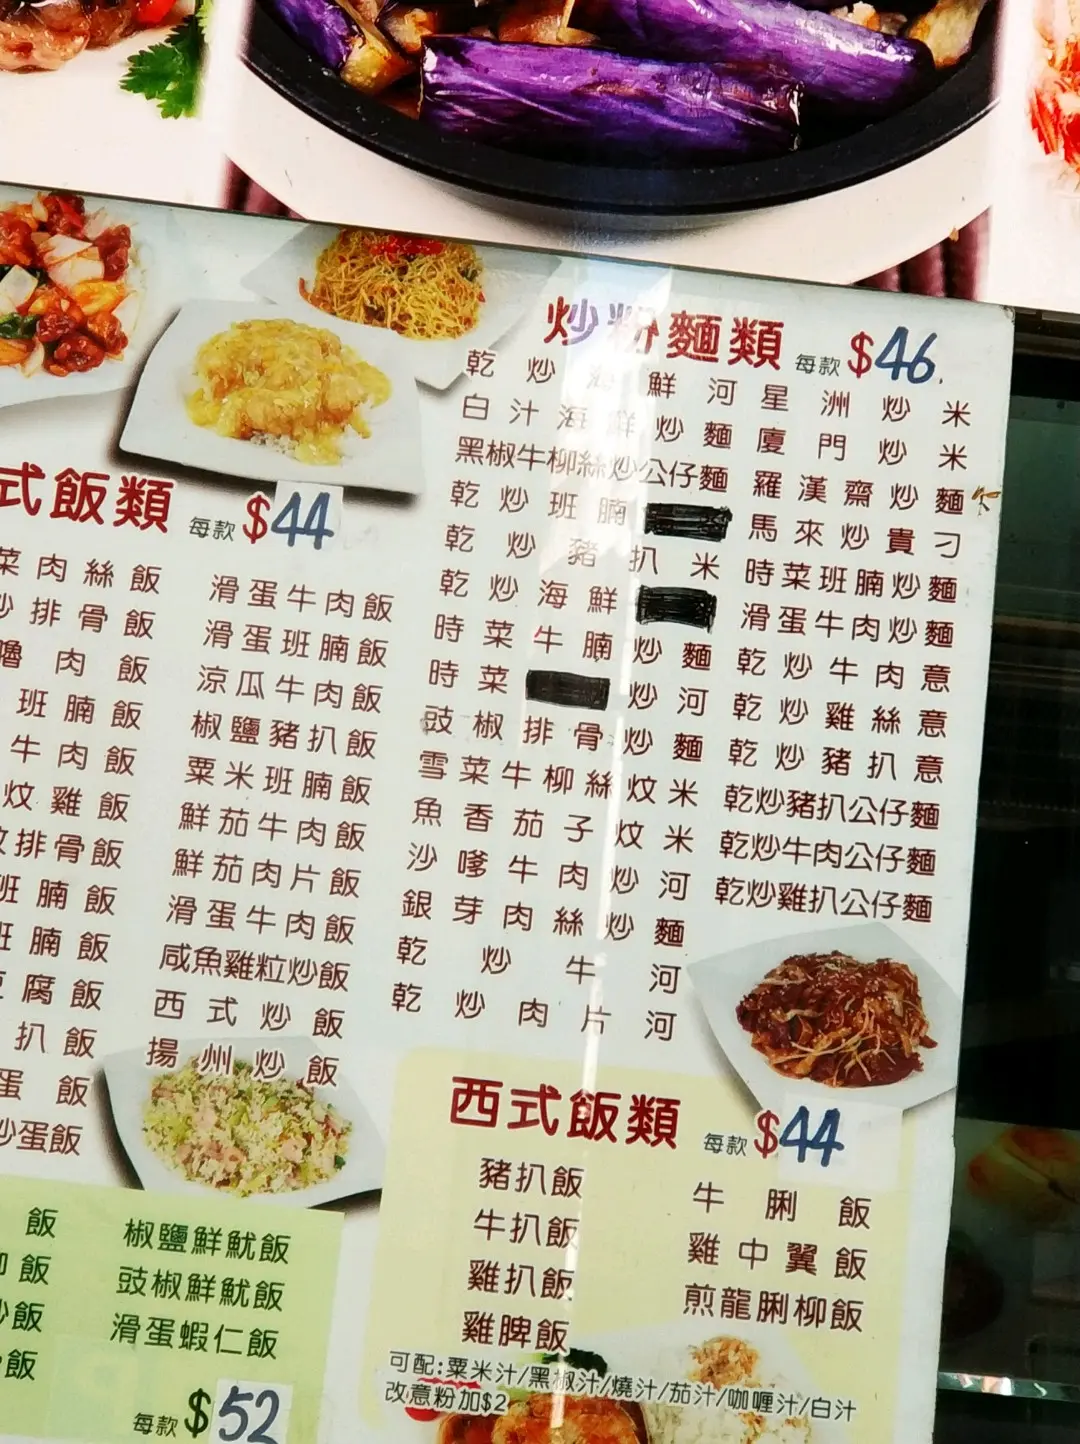 炒粉麵類 每款 $46
乾炒海鮮河
白汁海鮮炒麵
黑椒牛柳絲炒公仔麵
乾炒班腩
乾炒豬扒米
乾炒海鮮
時菜牛腩炒麵
時菜 炒河
豉椒排骨炒麵
雪菜牛柳絲炆米
魚香茄子炆米
沙嗲牛肉炒河
銀芽肉絲炒麵
乾炒牛河
乾炒肉片河
星洲炒米
廈門炒米
羅漢齋炒麵
馬來炒貴刁
時菜班腩炒麵
滑蛋牛肉炒麵
乾炒牛肉意
乾炒雞絲意
乾炒豬扒意
乾炒豬扒公仔麵
乾炒牛肉公仔麵
乾炒雞扒公仔麵
式飯類 每款 $44
菜肉絲飯
炒排骨飯
嚕肉飯
班腩飯
牛肉飯
炆雞飯
排骨飯
班腩飯
班腩飯
豆腐飯
扒飯
蛋飯
炒蛋飯
滑蛋牛肉飯
滑蛋班腩飯
涼瓜牛肉飯
椒鹽豬扒飯
粟米班腩飯
鮮茄牛肉飯
鮮茄肉片飯
滑蛋牛肉飯
咸魚雞粒炒飯
西式炒飯
揚州炒飯
飯
飯
炒飯
飯
椒鹽鮮魷飯
豉椒鮮魷飯
滑蛋蝦仁飯
每款 $52
西式飯類 每款 $44
豬扒飯
牛扒飯
雞扒飯
雞脾飯
牛脷飯
雞中翼飯
煎龍脷柳飯
可配:粟米汁/黑椒汁/燒汁/茄汁/咖喱汁/白汁
改意粉加$2